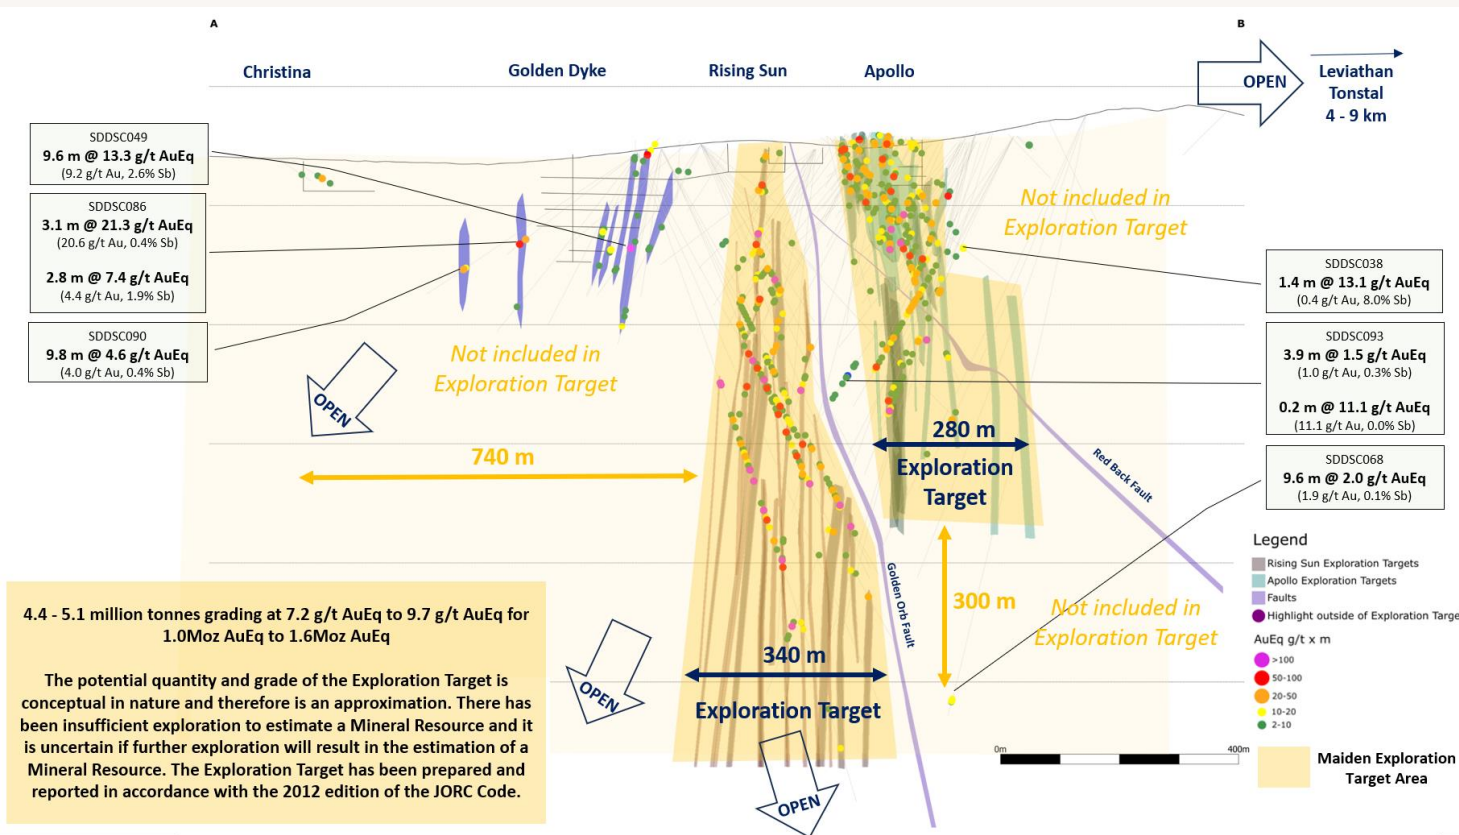 A
B
Christina
Golden Dyke
Rising Sun
Apollo
OPEN
Leviathan
Tonstal
4 - 9 km
SDDSC049
9.6 m @ 13.3 g/t AuEq
(9.2 g/t Au, 2.6% Sb)
SDDSC086
3.1 m @ 21.3 g/t AuEq
(20.6 g/t Au, 0.4% Sb)
2.8 m @ 7.4 g/t AuEq
(4.4 g/t Au, 1.9% Sb)
SDDSC090
9.8 m @ 4.6 g/t AuEq
(4.0 g/t Au, 0.4% Sb)
Not included in
Exploration Target
SDDSC038
1.4 m @ 13.1 g/t AuEq
(0.4 g/t Au, 8.0% Sb)
SDDSC093
3.9 m @ 1.5 g/t AuEq
(1.0 g/t Au, 0.3% Sb)
0.2 m @ 11.1 g/t AuEq
(11.1 g/t Au, 0.0% Sb)
SDDSC068
9.6 m @ 2.0 g/t AuEq
(1.9 g/t Au, 0.1% Sb)
Not included in
Exploration Target
OPEN
740 m
280 m
Exploration
Target
Red Back Fault
Golden Orb Fault
300 m
Not included in
Exploration Target
340 m
Exploration Target
OPEN
OPEN
4.4 - 5.1 million tonnes grading at 7.2 g/t AuEq to 9.7 g/t AuEq for
1.0Moz AuEq to 1.6Moz AuEq
The potential quantity and grade of the Exploration Target is
conceptual in nature and therefore is an approximation. There has
been insufficient exploration to estimate a Mineral Resource and it
is uncertain if further exploration will result in the estimation of a
Mineral Resource. The Exploration Target has been prepared and
reported in accordance with the 2012 edition of the JORC Code.
Legend
Rising Sun Exploration Targets
Apollo Exploration Targets
Faults
Highlight outside of Exploration Targe
AuEq g/t x m
>100
50-100
20-50
10-20
2-10
0m
400m
Maiden Exploration
Target Area